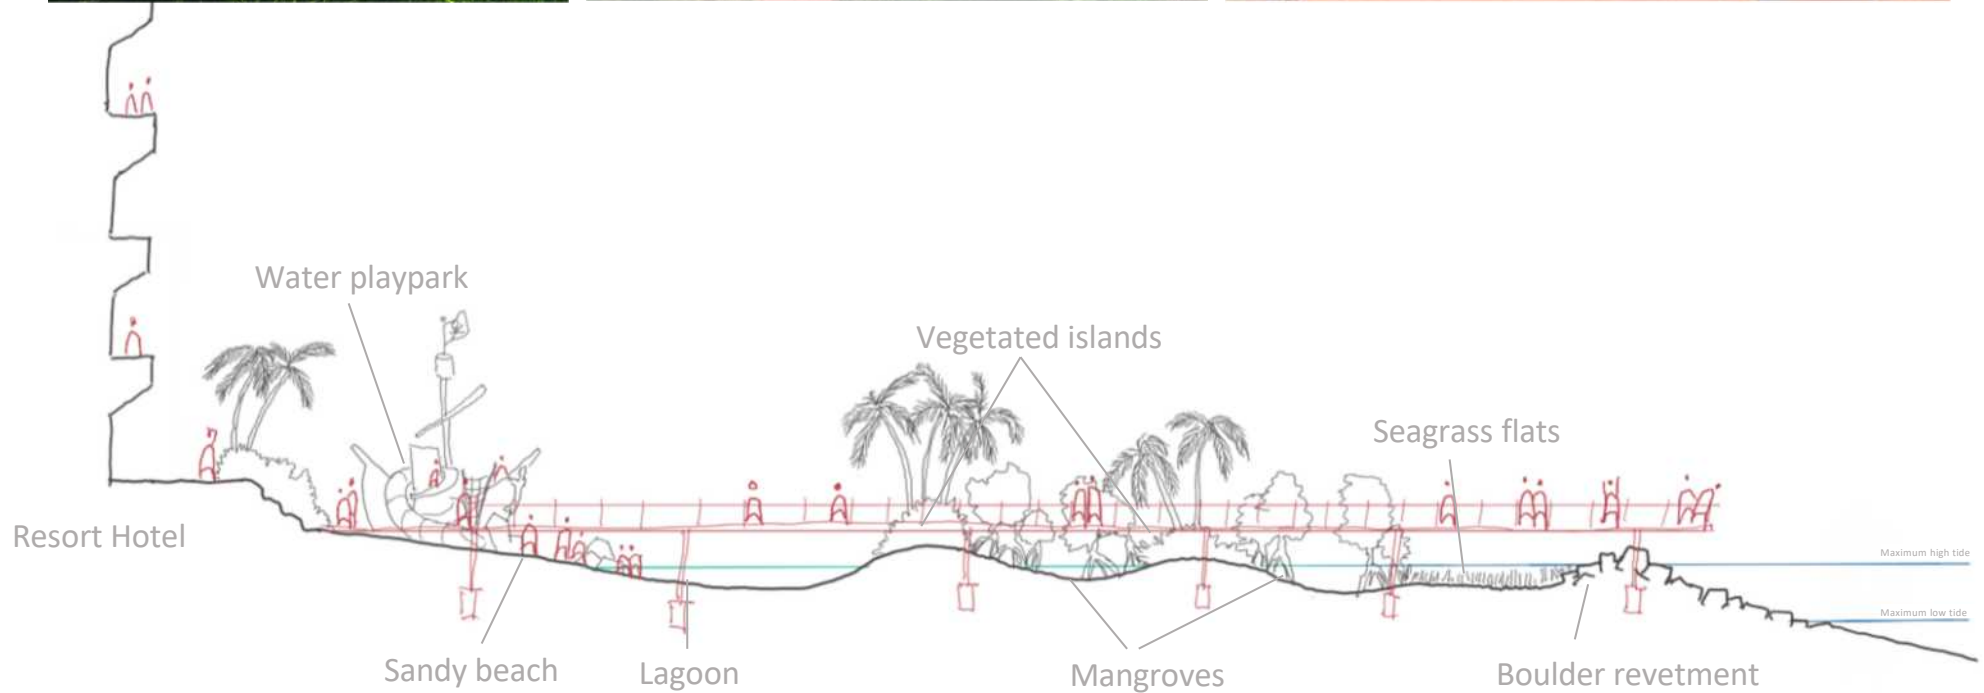 Water playpark
Vegetated islands
Seagrass flats
Resort Hotel
Maximum high tide
Maximum low tide
Sandy beach
Lagoon
Mangroves
Boulder revetment